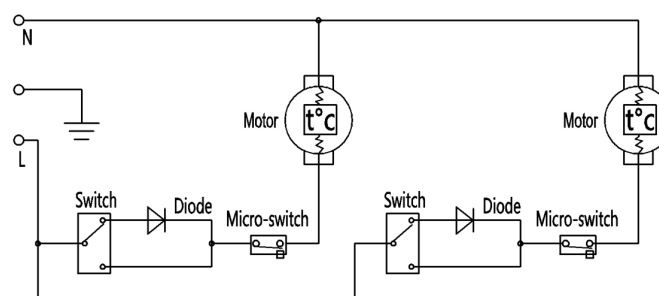 N
Motor
t°c
Motor
t°c
L
Switch
Diode
Micro-switch
Switch
Diode
Micro-switch